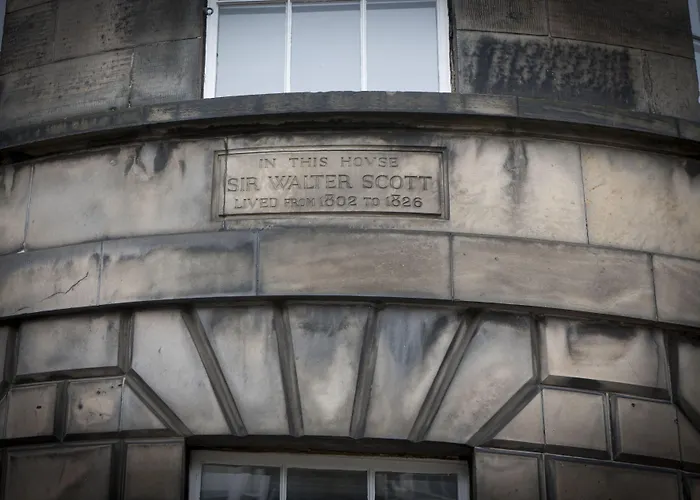 IN THIS HOVSE
SIR WALTER SCOTT
LIVED FROM 1802 TO 1826